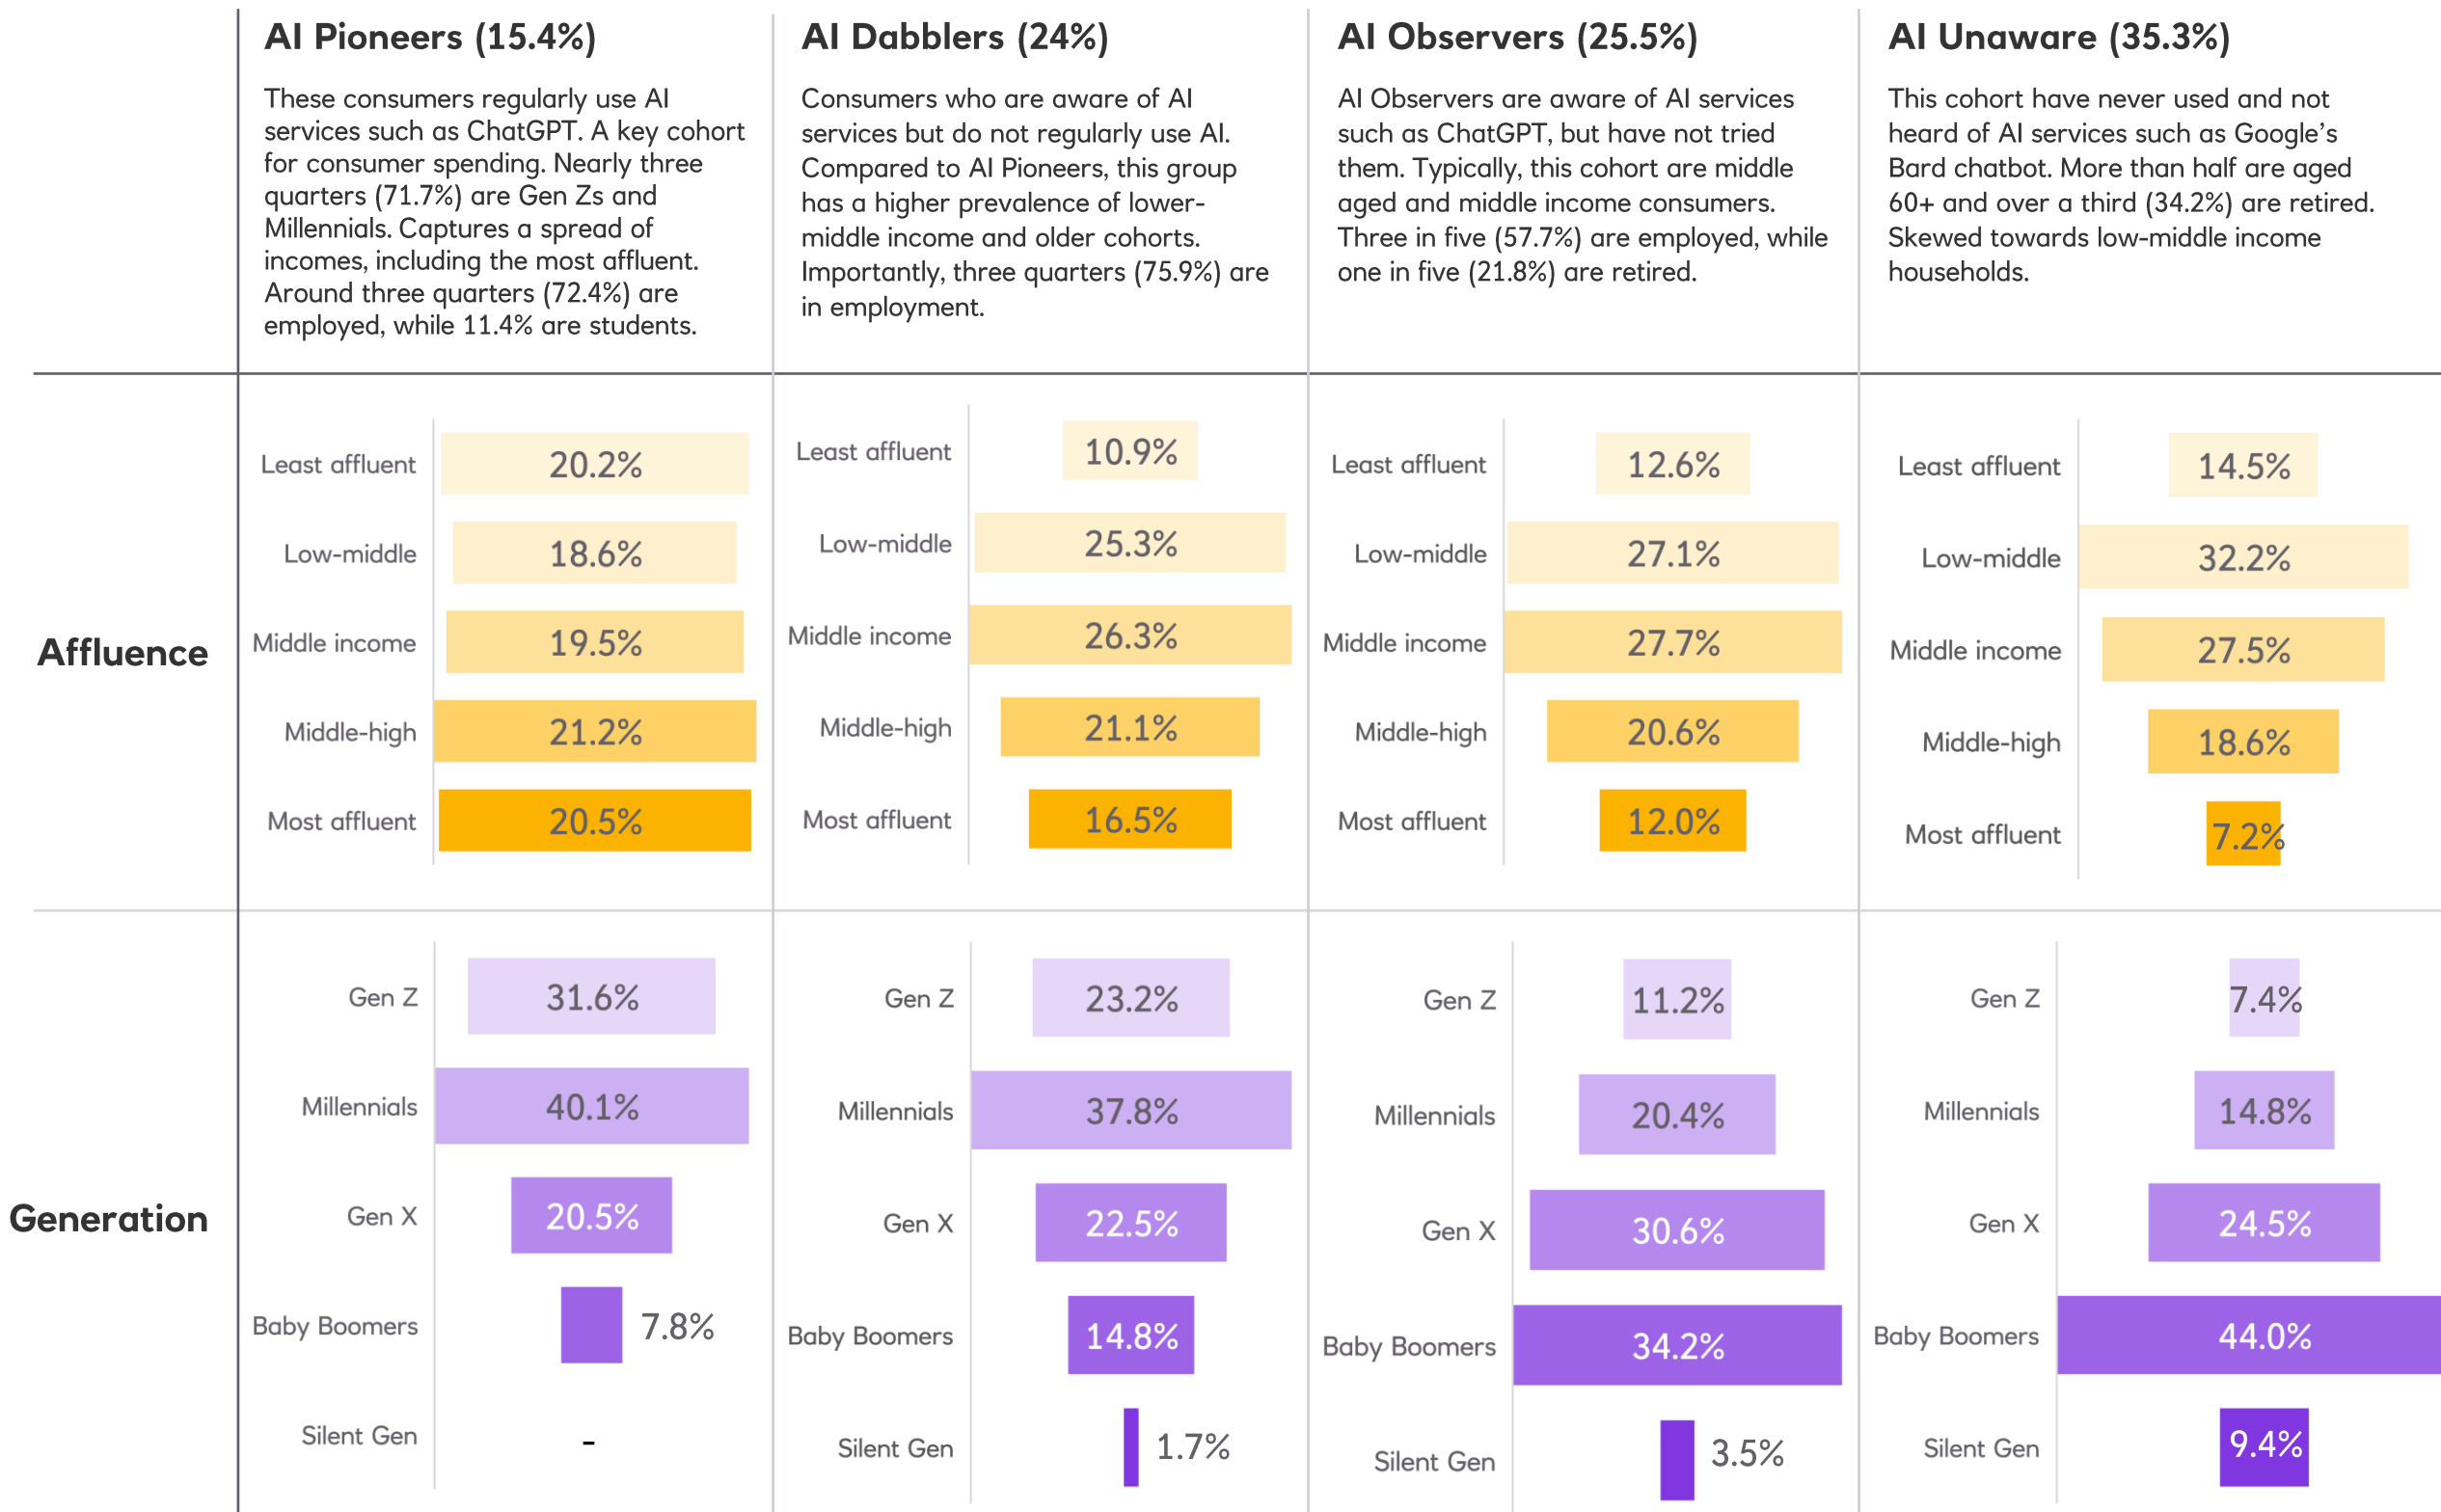 AI Pioneers (15.4%)
These consumers regularly use AI
services such as ChatGPT. A key cohort
for consumer spending. Nearly three
quarters (71.7%) are Gen Zs and
Millennials. Captures a spread of
incomes, including the most affluent.
Around three quarters (72.4%) are
employed, while 11.4% are students.
AI Dabblers (24%)
Consumers who are aware of AI
services but do not regularly use AI.
Compared to AI Pioneers, this group
has a higher prevalence of lower-
middle income and older cohorts.
Importantly, three quarters (75.9%) are
in employment.
AI Observers (25.5%)
AI Observers are aware of AI services
such as ChatGPT, but have not tried
them. Typically, this cohort are middle
aged and middle income consumers.
Three in five (57.7%) are employed, while
one in five (21.8%) are retired.
AI Unaware (35.3%)
This cohort have never used and not
heard of AI services such as Google's
Bard chatbot. More than half are aged
60+ and over a third (34.2%) are retired.
Skewed towards low-middle income
households.
Affluence
Least affluent 20.2%
Low-middle 18.6%
Middle income 19.5%
Middle-high 21.2%
Most affluent 20.5%
Least affluent 10.9%
Low-middle 25.3%
Middle income 26.3%
Middle-high 21.1%
Most affluent 16.5%
Least affluent 12.6%
Low-middle 27.1%
Middle income 27.7%
Middle-high 20.6%
Most affluent 12.0%
Least affluent 14.5%
Low-middle 32.2%
Middle income 27.5%
Middle-high 18.6%
Most affluent 7.2%
Generation
Gen Z 31.6%
Millennials 40.1%
Gen X 20.5%
Baby Boomers 7.8%
Silent Gen -
Gen Z 23.2%
Millennials 37.8%
Gen X 22.5%
Baby Boomers 14.8%
Silent Gen 1.7%
Gen Z 11.2%
Millennials 20.4%
Gen X 30.6%
Baby Boomers 34.2%
Silent Gen 3.5%
Gen Z 7.4%
Millennials 14.8%
Gen X 24.5%
Baby Boomers 44.0%
Silent Gen 9.4%